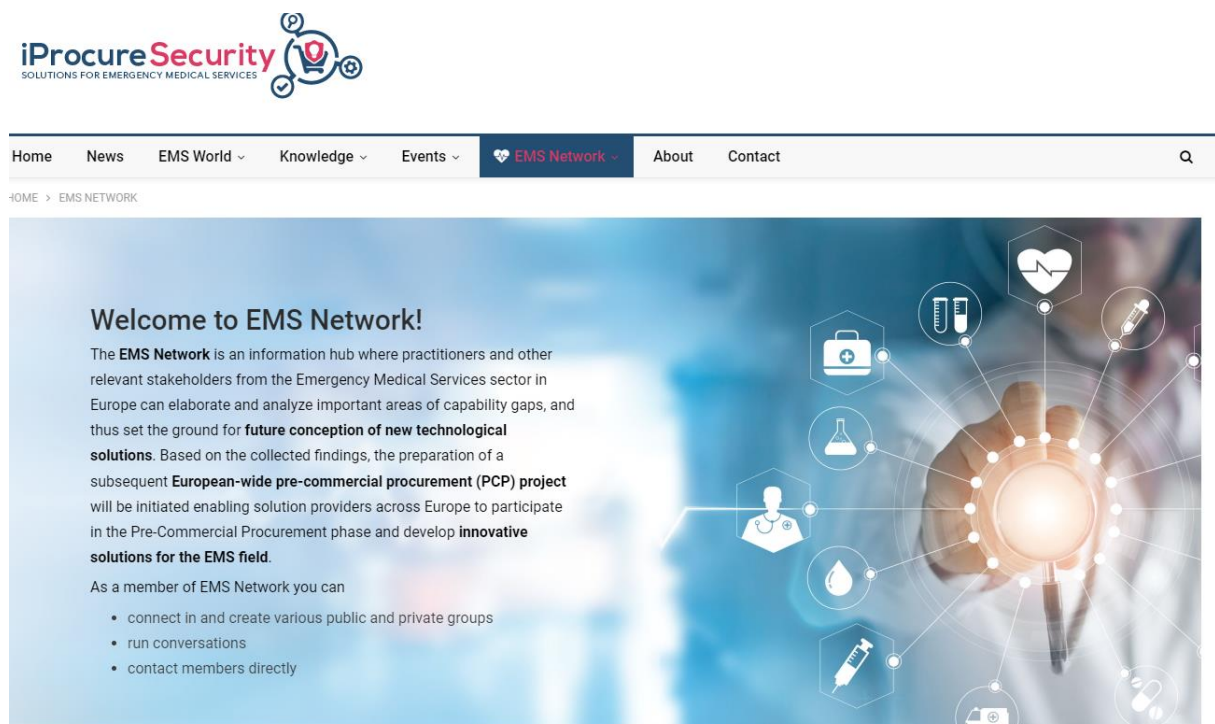 iProcureSecurity
SOLUTIONS FOR EMERGENCY MEDICAL SERVICES
Home News EMS World Knowledge Events EMS Network About Contact
HOME > EMS NETWORK
Welcome to EMS Network!
The EMS Network is an information hub where practitioners and other
relevant stakeholders from the Emergency Medical Services sector in
Europe can elaborate and analyze important areas of capability gaps, and
thus set the ground for future conception of new technological
solutions. Based on the collected findings, the preparation of a
subsequent European-wide pre-commercial procurement (PCP) project
will be initiated enabling solution providers across Europe to participate
in the Pre-Commercial Procurement phase and develop innovative
solutions for the EMS field.
As a member of EMS Network you can
• connect in and create various public and private groups
• run conversations
• contact members directly